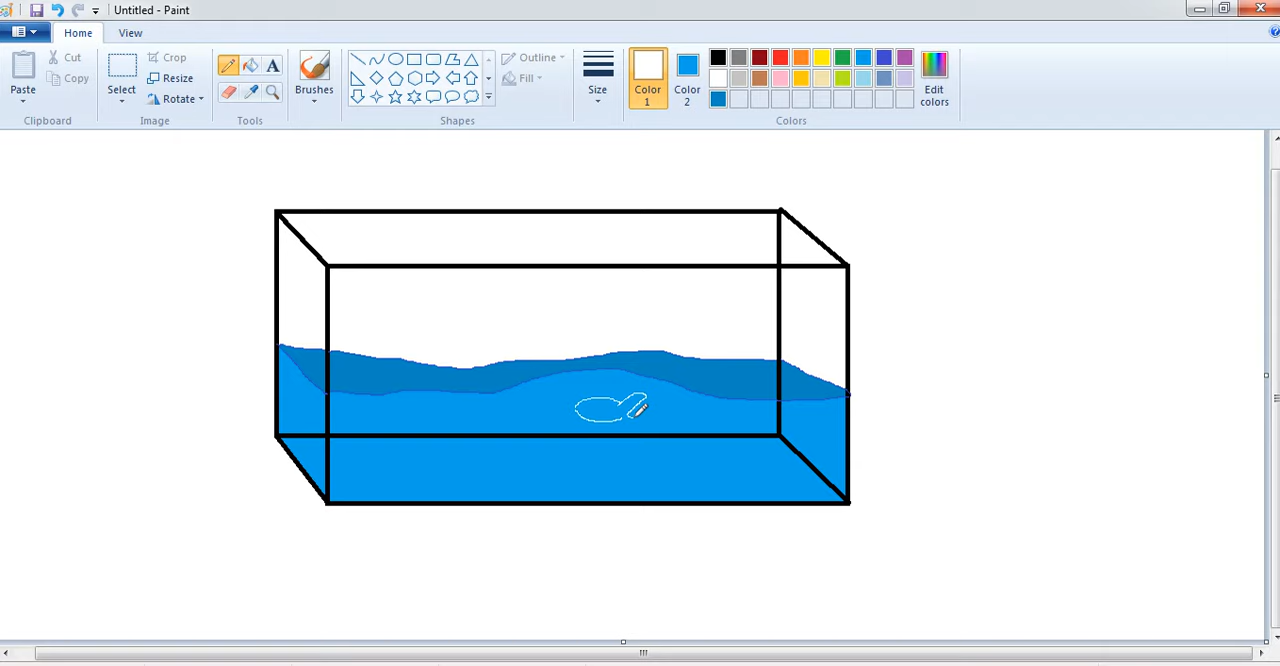 Untitled - Paint
Home View
Paste
Cut
Copy
Clipboard
Select
Crop
Resize
Rotate
Image
A
Tools
Brushes
Outline
Fill
Shapes
Size
Color 1
Color 2
Edit colors
Colors